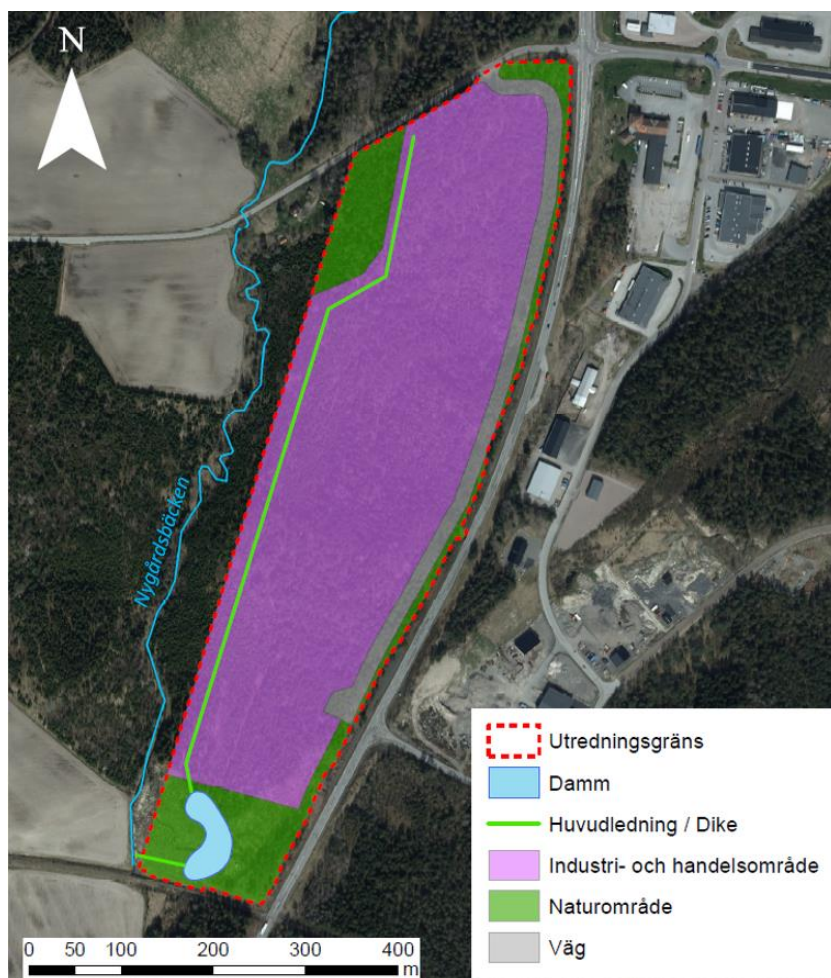 N
Nygårdsbäcken
Utredningsgräns
Damm
Huvudledning / Dike
Industri- och handelsområde
Naturområde
Väg
0 50 100 200 300 400
m